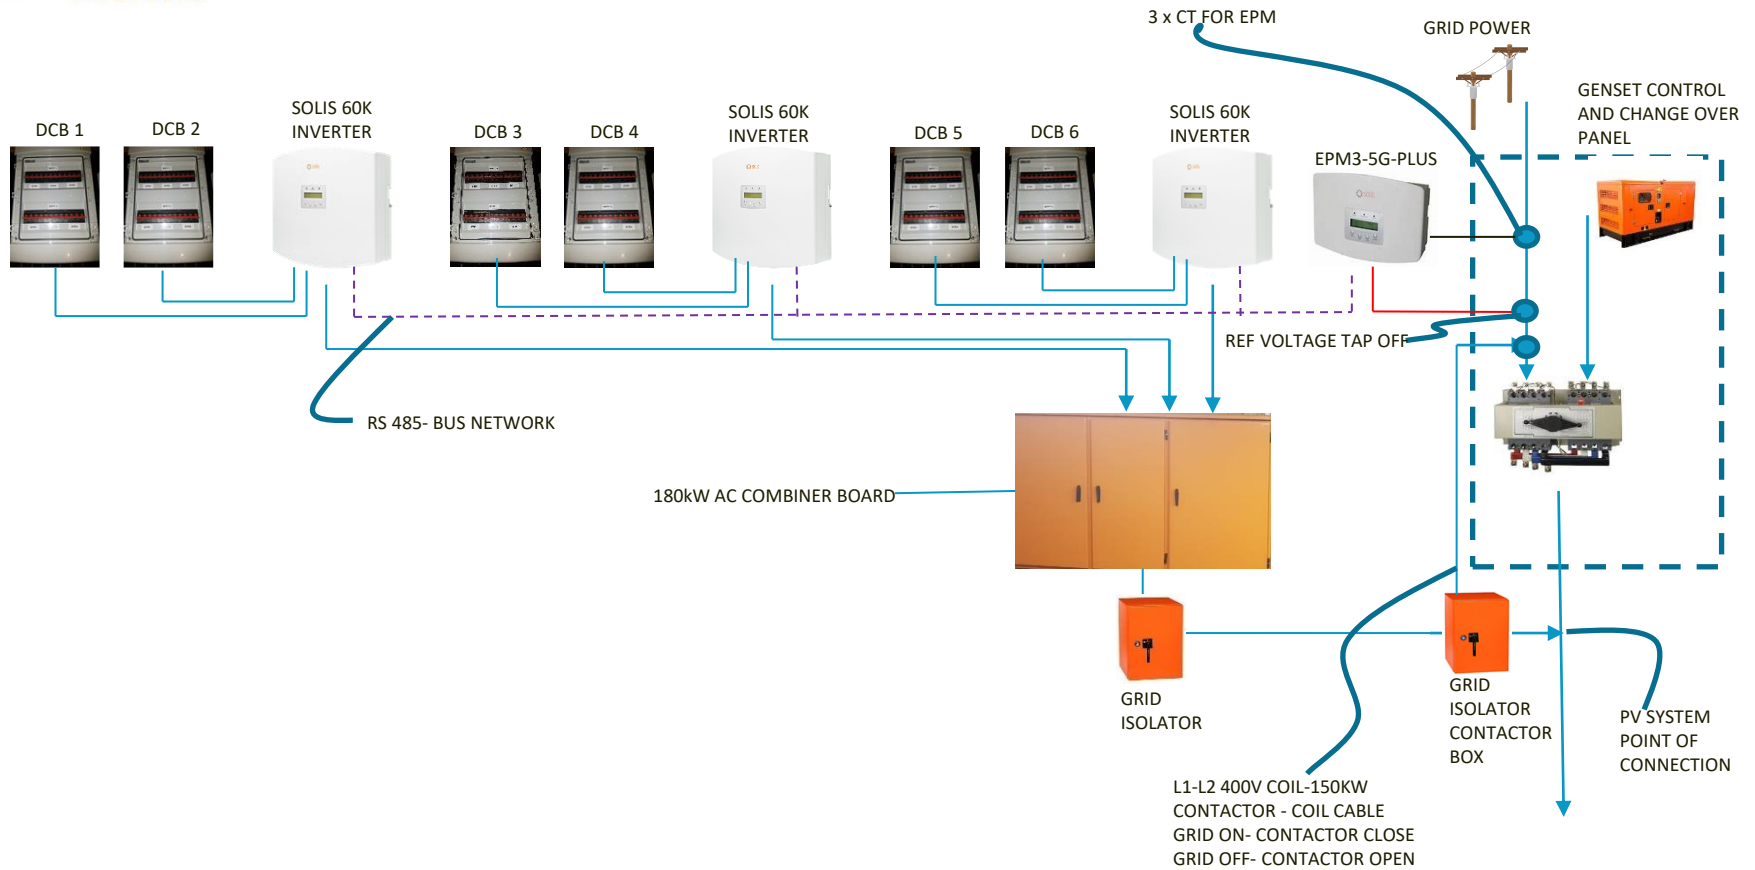 3 x CT FOR EPM
GRID POWER
GENSET CONTROL
AND CHANGE OVER
PANEL
DCB 1
DCB 2
SOLIS 60K
INVERTER
DCB 3
DCB 4
SOLIS 60K
INVERTER
DCB 5
DCB 6
SOLIS 60K
INVERTER
EPM3-5G-PLUS
REF VOLTAGE TAP OFF
RS 485- BUS NETWORK
180kW AC COMBINER BOARD
GRID
ISOLATOR
GRID
ISOLATOR
CONTACTOR
BOX
PV SYSTEM
POINT OF
CONNECTION
L1-L2 400V COIL-150KW
CONTACTOR - COIL CABLE
GRID ON- CONTACTOR CLOSE
GRID OFF- CONTACTOR OPEN